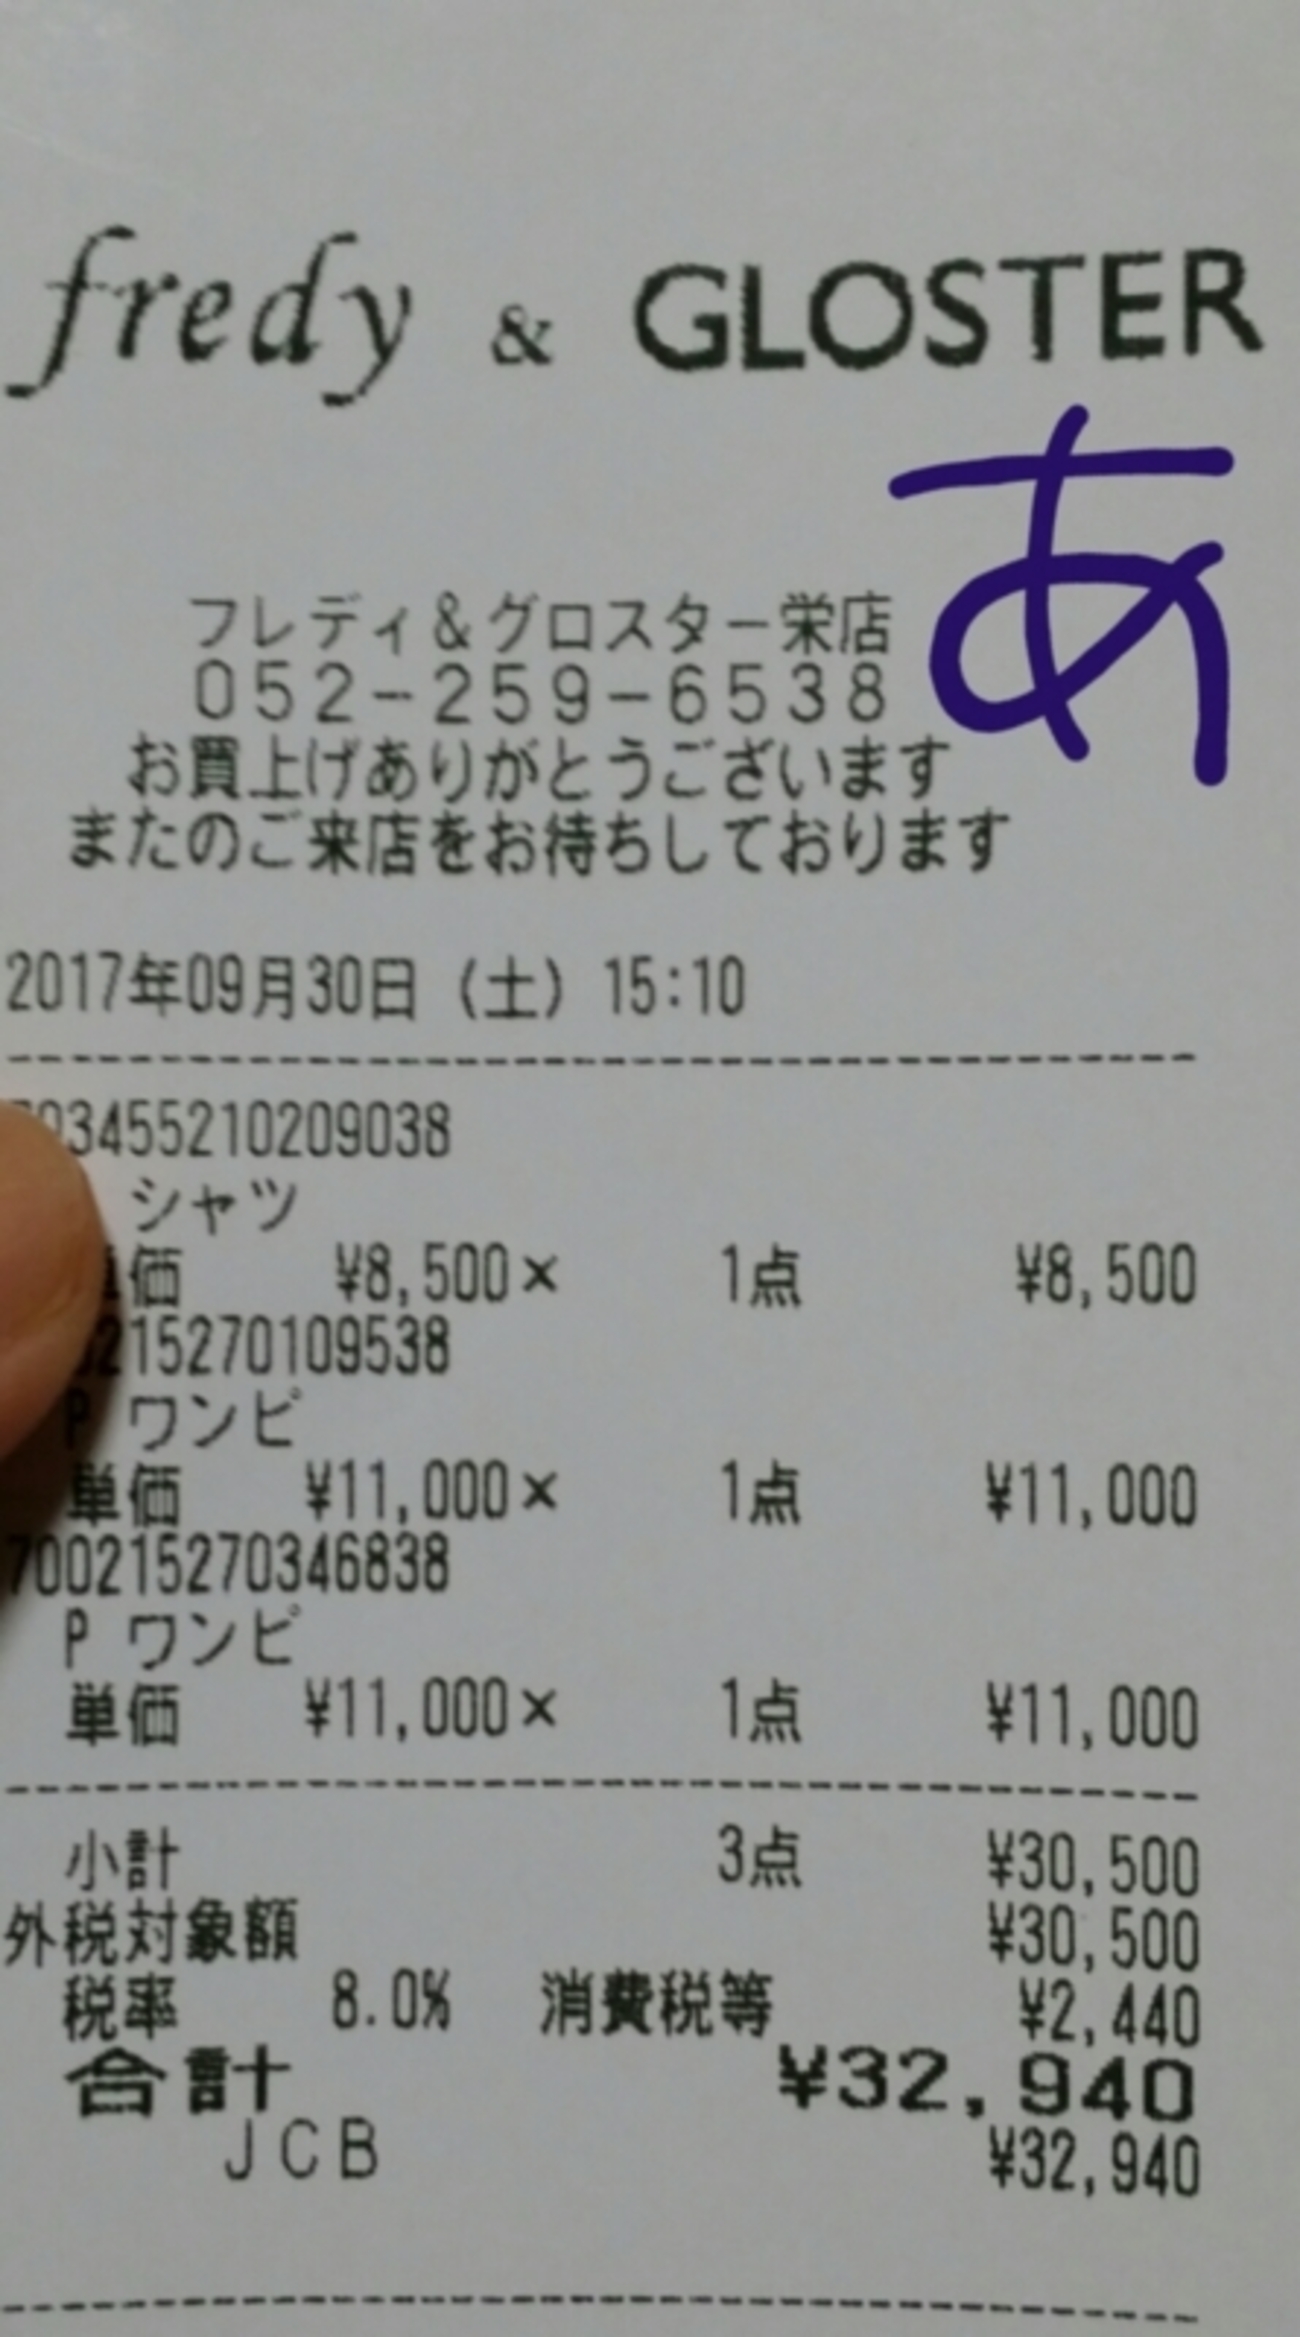 fredy & GLOSTER
あ
フレディ&グロスター栄店
052-259-6538
お買上げありがとうございます
またのご来店をお待ちしております
2017年09月30日 (土) 15:10
03455210209038
シャツ
価 ¥8,500× 1点 ¥8,500
215270109538
P ワンピ
単価 ¥11,000× 1点 ¥11,000
700215270346838
P ワンピ
単価 ¥11,000× 1点 ¥11,000
小計 3点 ¥30,500
外税対象額 ¥30,500
税率 8.0% 消費税等 ¥2,440
合計 ¥32,940
JCB ¥32,940